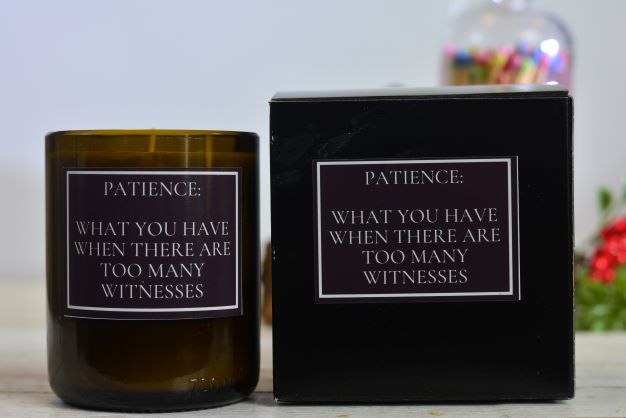 PATIENCE:
WHAT YOU HAVE
WHEN THERE ARE
TOO MANY
WITNESSES
PATIENCE:
WHAT YOU HAVE
WHEN THERE ARE
TOO MANY
WITNESSES